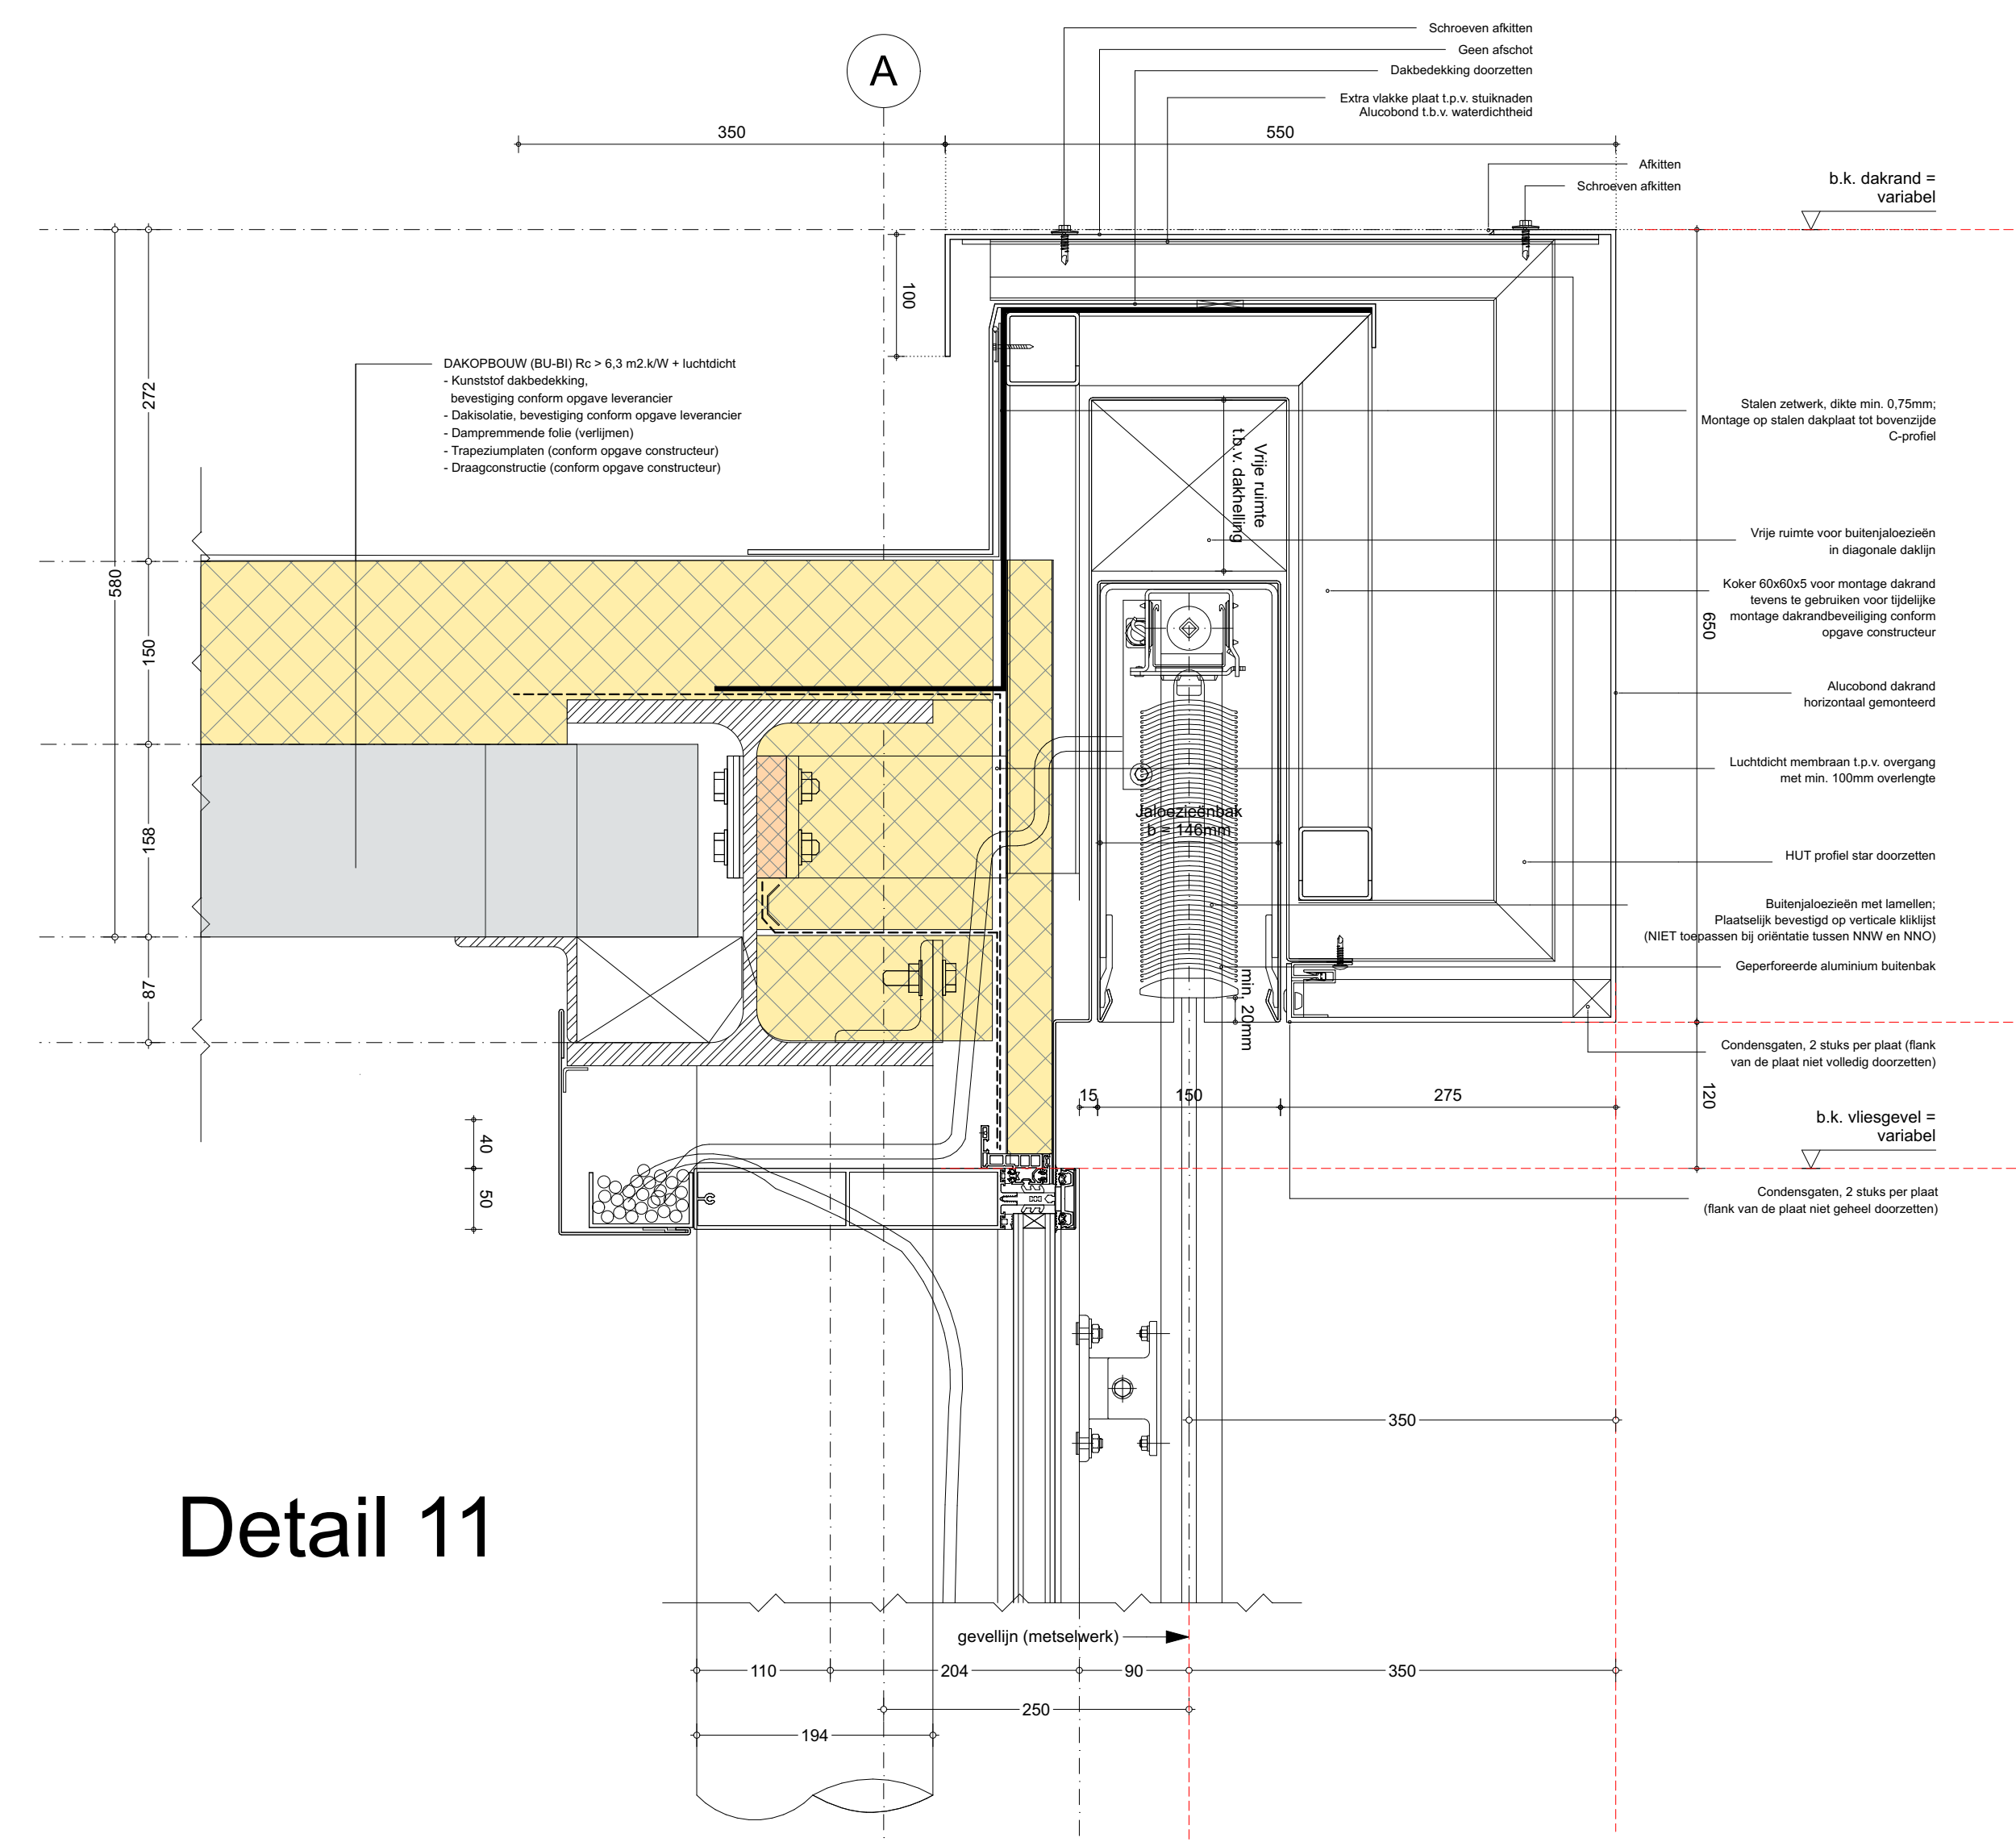 Schroeven afkitten
Geen afschot
Dakbedekking doorzetten
Extra vlakke plaat t.p.v. stuiknaden
Alucobond t.b.v. waterdichtheid
A
350
550
Afkitten
Schroeven afkitten
b.k. dakrand =
variabel
100
DAKOPBOUW (BU-BI) Rc > 6,3 m2.k/W + luchtdicht
- Kunststof dakbedekking,
bevestiging conform opgave leverancier
- Dakisolatie, bevestiging conform opgave leverancier
- Dampremmende folie (verlijmen)
- Trapeziumplaten (conform opgave constructeur)
- Draagconstructie (conform opgave constructeur)
272
580
150
158
87
Vrije ruimte
t.b.v. dakhelling
Stalen zetwerk, dikte min. 0,75mm;
Montage op stalen dakplaat tot bovenzijde
C-profiel
Vrije ruimte voor buitenjaloezieën
in diagonale daklijn
Koker 60x60x5 voor montage dakrand
tevens te gebruiken voor tijdelijke
montage dakrandbeveiliging conform
opgave constructeur
650
Alucobond dakrand
horizontaal gemonteerd
Luchtdicht membraan t.p.v. overgang
met min. 100mm overlengte
Jaloezieënbak
b = 146mm
HUT profiel star doorzetten
Buitenjaloezieën met lamellen;
Plaatselijk bevestigd op verticale kliklijst
(NIET toepassen bij oriëntatie tussen NNW en NNO)
Geperforeerde aluminium buitenbak
min. 20mm
Condensgaten, 2 stuks per plaat (flank
van de plaat niet volledig doorzetten)
15
150
275
120
b.k. vliesgevel =
variabel
40
50
Condensgaten, 2 stuks per plaat
(flank van de plaat niet geheel doorzetten)
350
Detail 11
gevellijn (metselwerk)
110
204
90
350
250
194